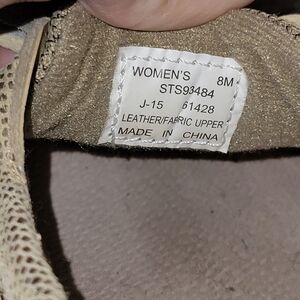 WOMEN'S 8M
STS93484
J-15 61428
LEATHER/FABRIC UPPER
MADE IN CHINA